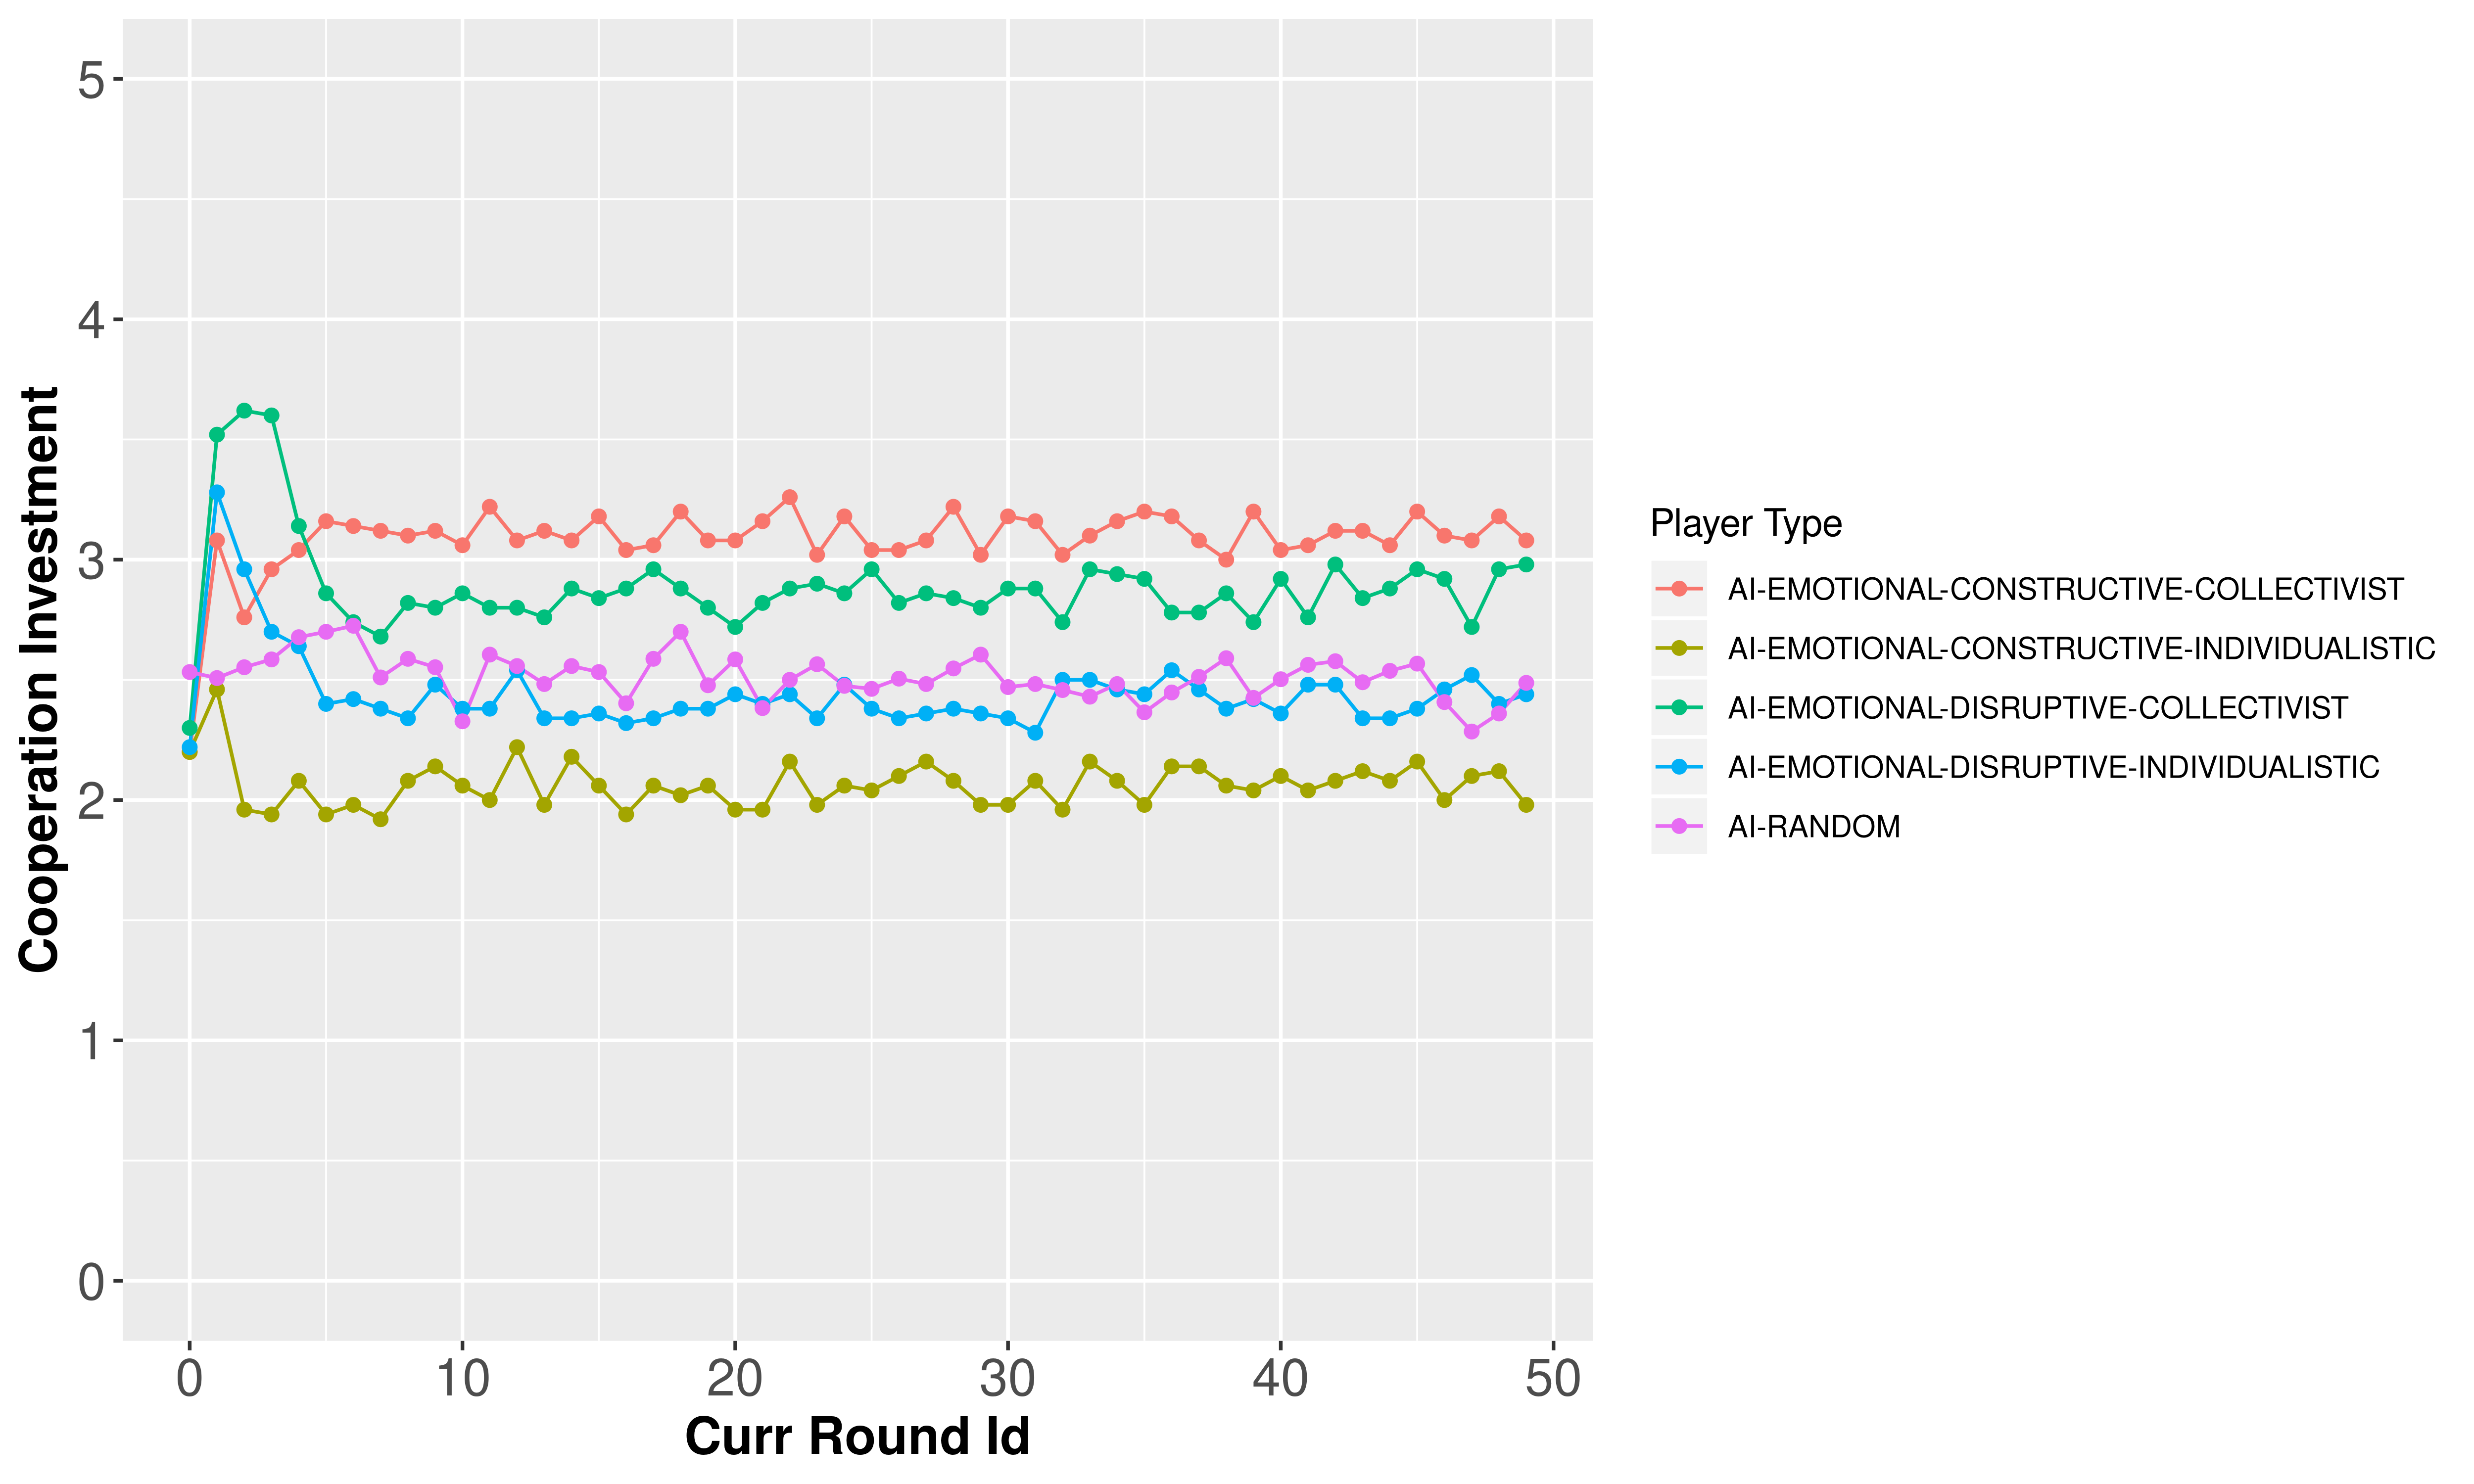 5
4
3
2
1
0
Cooperation Investment
0 10 20 30 40 50
Curr Round Id
Player Type
AI-EMOTIONAL-CONSTRUCTIVE-COLLECTIVIST
AI-EMOTIONAL-CONSTRUCTIVE-INDIVIDUALISTIC
AI-EMOTIONAL-DISRUPTIVE-COLLECTIVIST
AI-EMOTIONAL-DISRUPTIVE-INDIVIDUALISTIC
AI-RANDOM